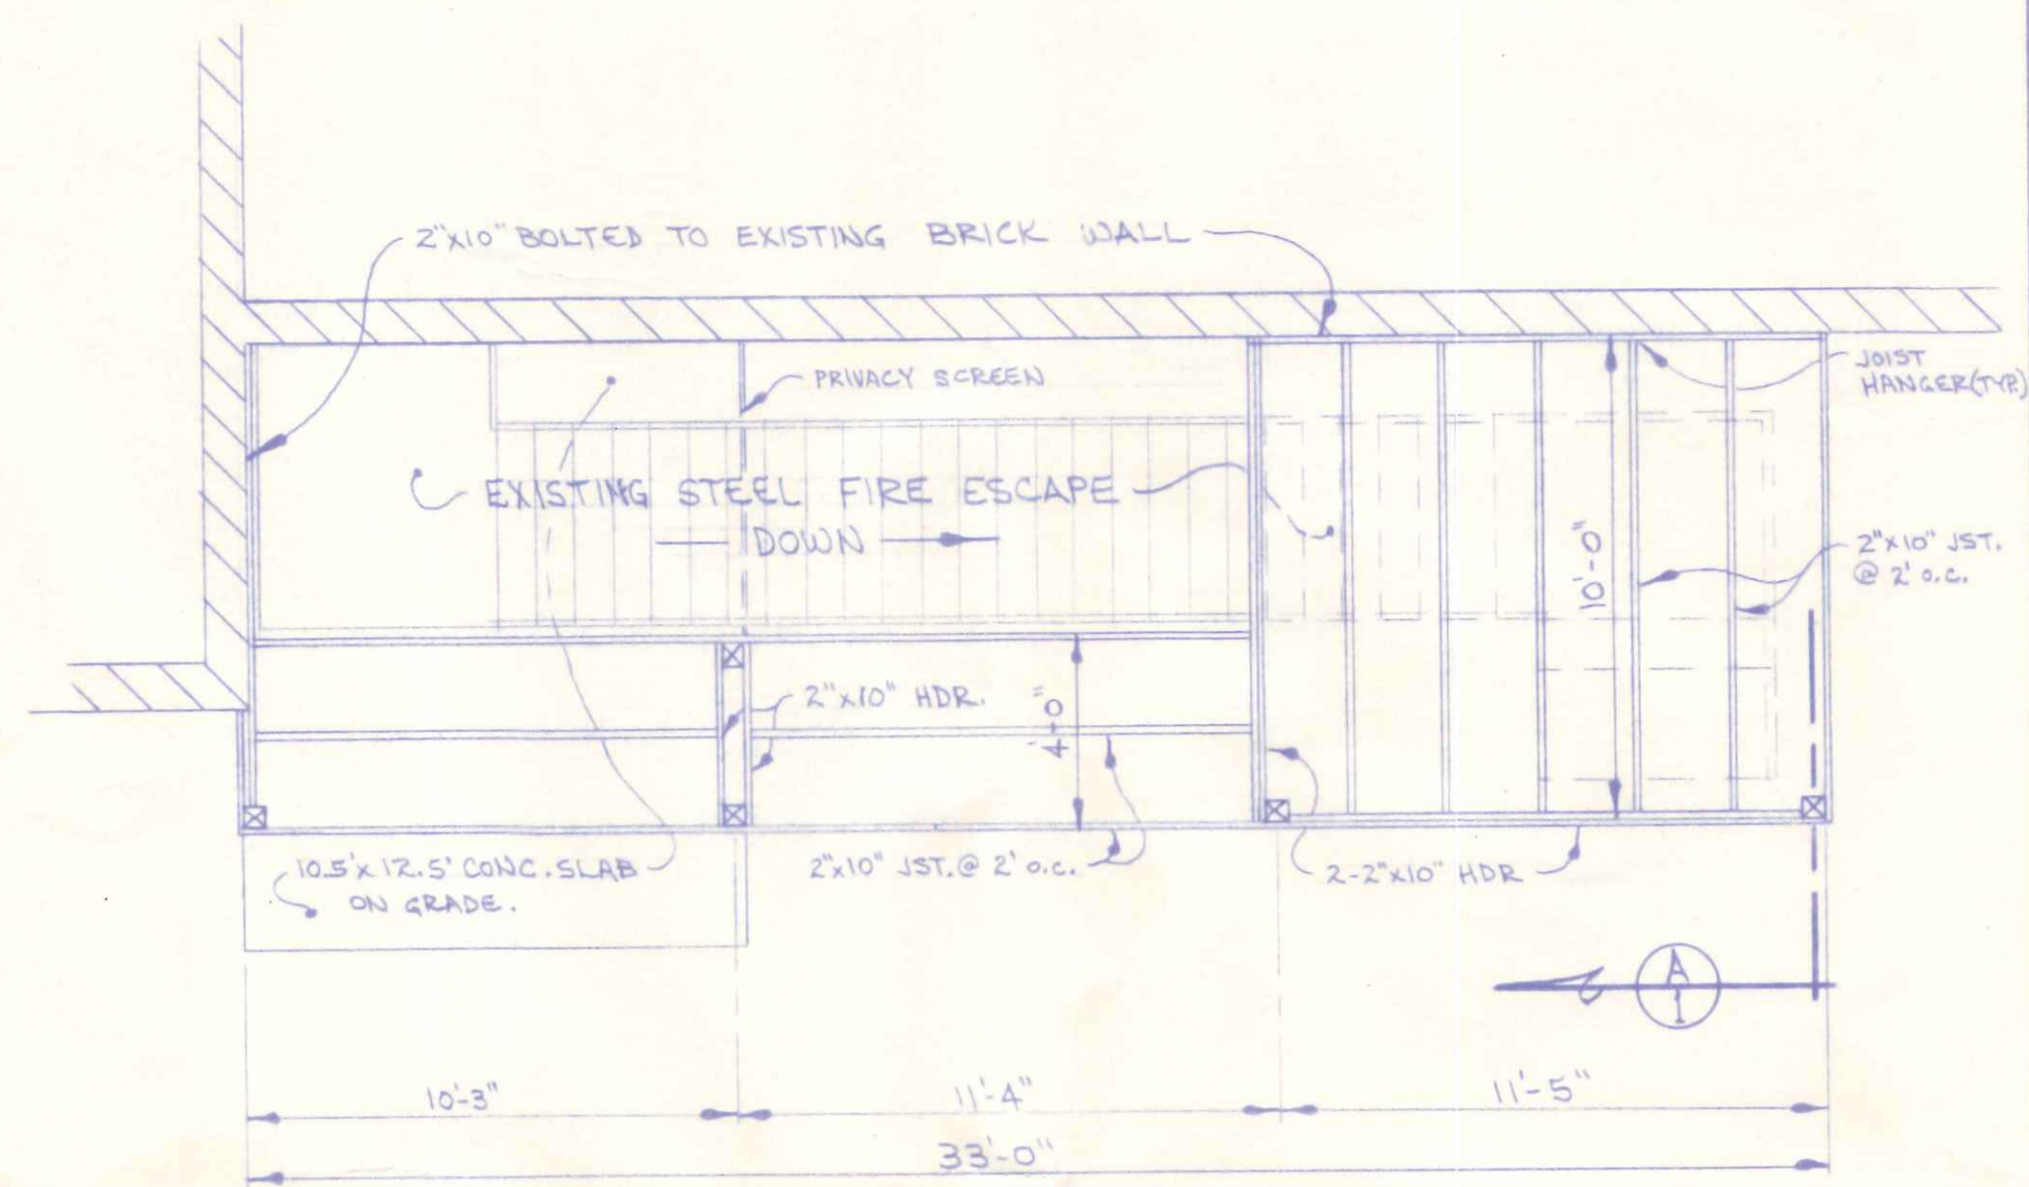 2"x10" BOLTED TO EXISTING BRICK WALL
PRIVACY SCREEN
JOIST
HANGER(TYP.)
EXISTING STEEL FIRE ESCAPE
DOWN
10'-0"
2"x10" JST.
@ 2' o.c.
2"x10" HDR.
4'-0"
10.5'x12.5' CONC. SLAB
ON GRADE.
2"x10" JST.@ 2' o.c.
2-2"x10" HDR
A
1
10'-3"
11'-4"
11'-5"
33'-0"